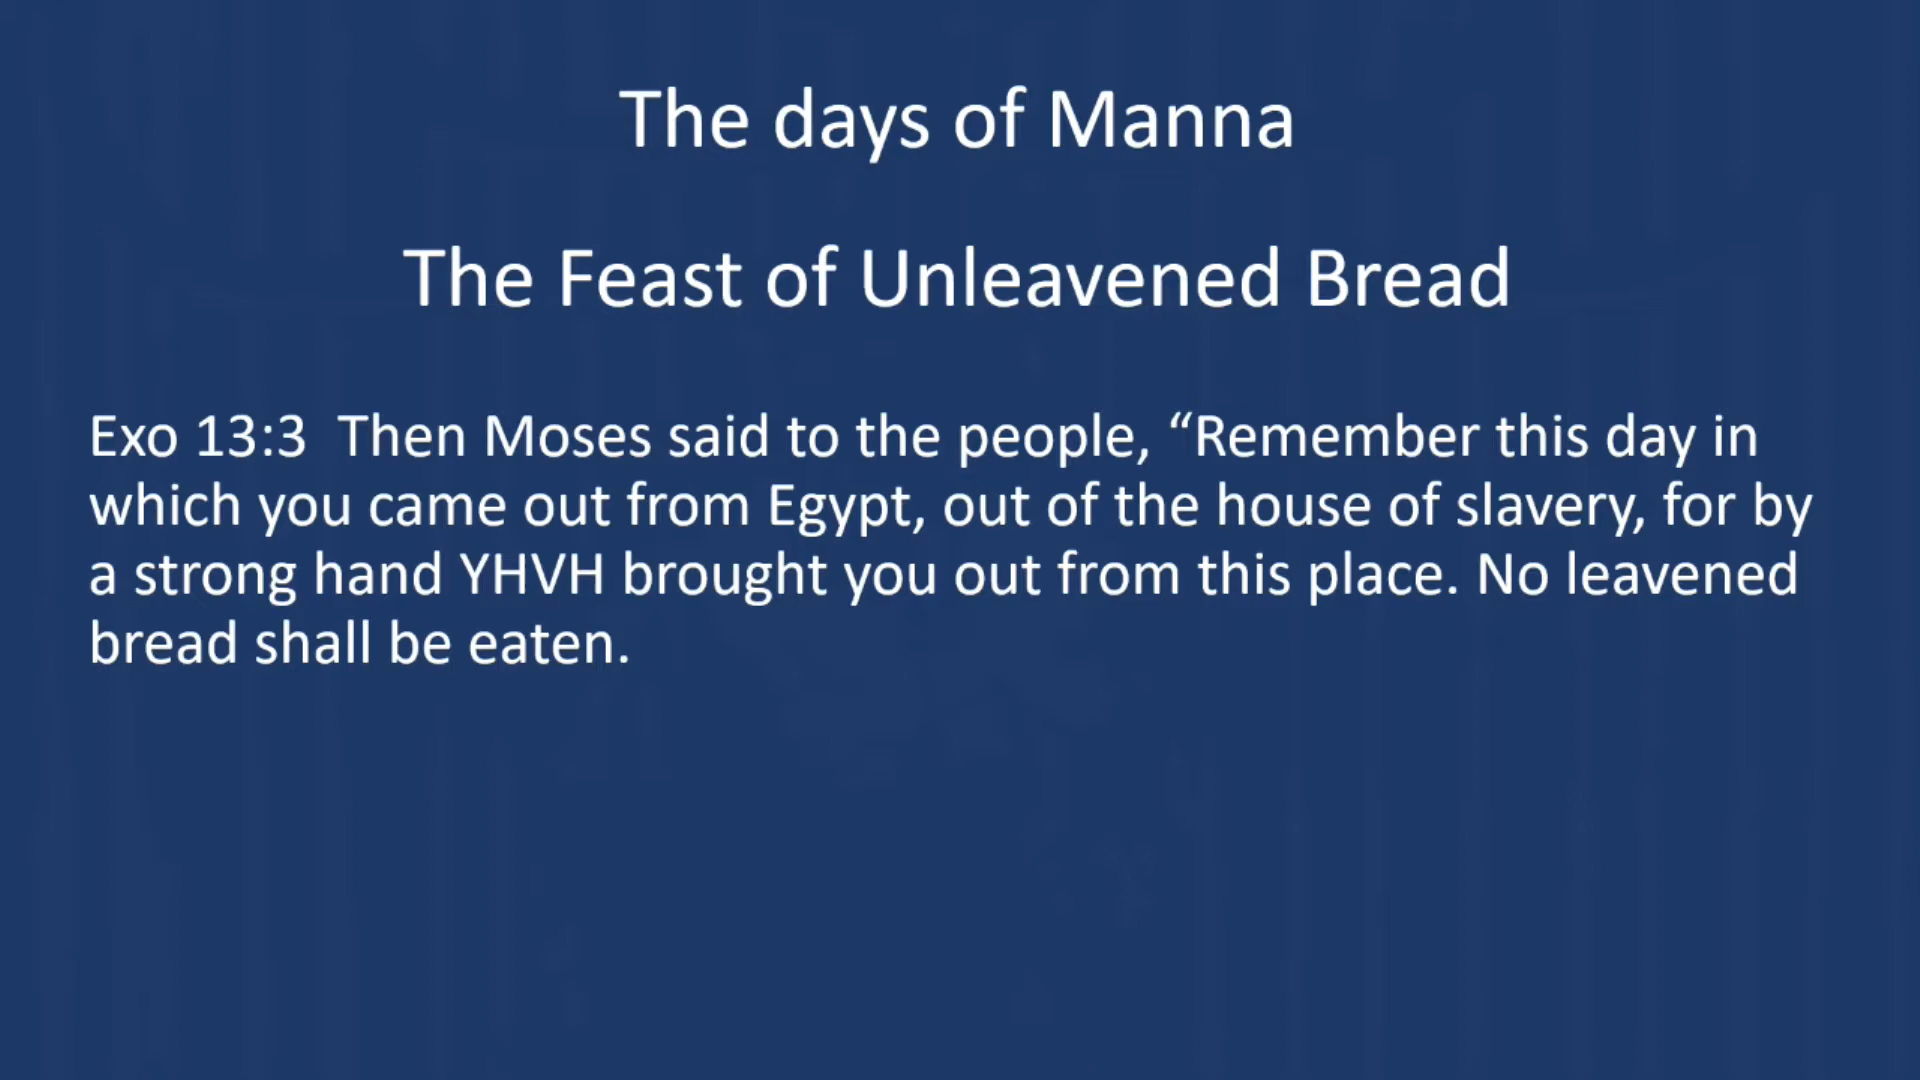 The days of Manna
The Feast of Unleavened Bread
Exo 13:3  Then Moses said to the people, “Remember this day in
which you came out from Egypt, out of the house of slavery, for by
a strong hand YHVH brought you out from this place. No leavened
bread shall be eaten.